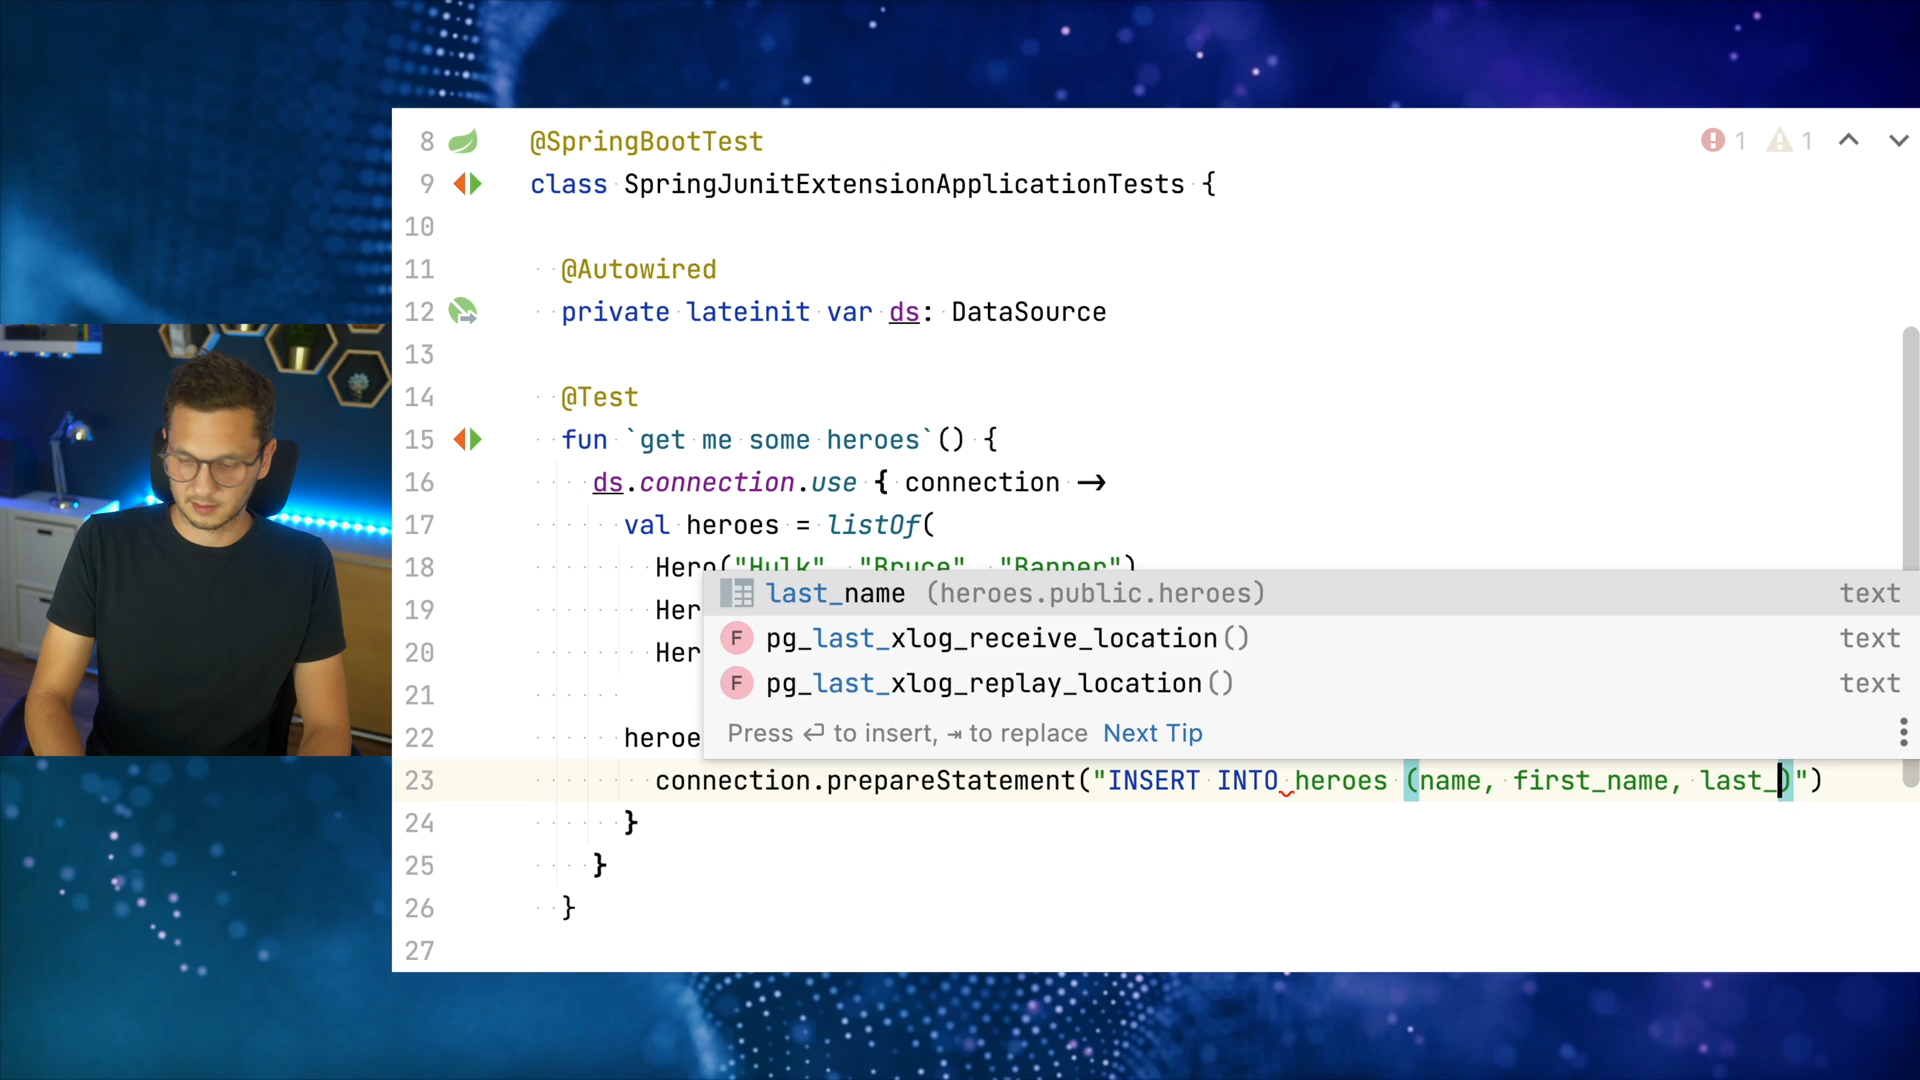 8 @SpringBootTest 1 1
9 class SpringJunitExtensionApplicationTests {
10
11 @Autowired
12 private lateinit var ds: DataSource
13
14 @Test
15 fun `get me some heroes`() {
16 ds.connection.use { connection →
17 val heroes = listOf(
18 Hero("Hulk", "Bruce", "Banner")
last_name (heroes.public.heroes) text
19 Her
F pg_last_xlog_receive_location() text
20 Her
F pg_last_xlog_replay_location() text
21
22 heroe
Press ⏎ to insert, ⇥ to replace Next Tip
23 connection.prepareStatement("INSERT INTO heroes (name, first_name, last_)")
24 }
25 }
26 }
27